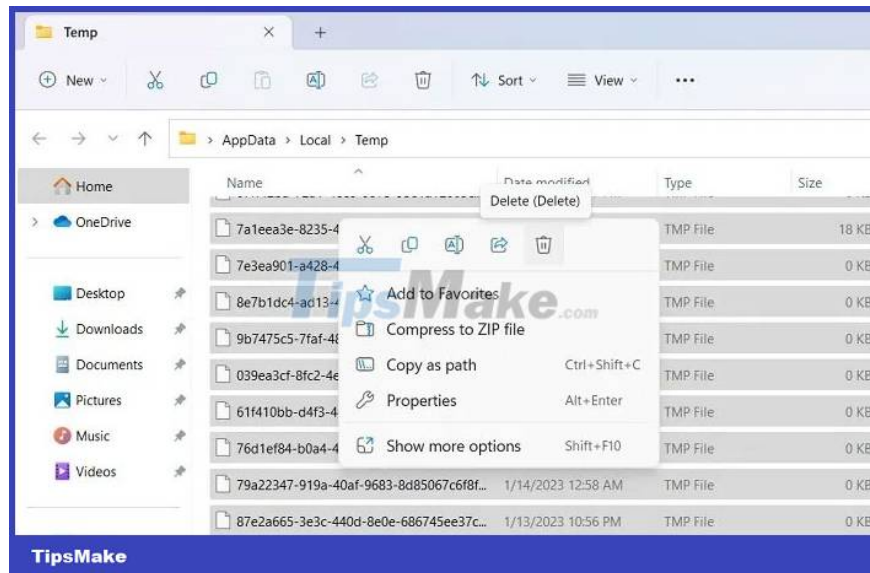 Temp
New
Sort
View
AppData > Local > Temp
Home
OneDrive
Desktop
Downloads
Documents
Pictures
Music
Videos
Name
Date modified
Type
Size
Delete (Delete)
7a1eea3e-8235-4
TMP File
18 KB
7e3ea901-a428-4
TMP File
0 KB
8e7b1dc4-ad13-4
TMP File
0 KB
9b7475c5-7faf-48
TMP File
0 KB
039ea3cf-8fc2-4e
TMP File
0 KB
61f410bb-d4f3-4
TMP File
0 KB
76d1ef84-b0a4-4
TMP File
0 KB
79a22347-919a-40af-9683-8d85067c6f8f...
1/14/2023 12:58 AM
TMP File
0 KB
87e2a665-3e3c-440d-8e0e-686745ee37c...
1/13/2023 10:56 PM
TMP File
0 KB
Add to Favorites
Compress to ZIP file
Copy as path
Ctrl+Shift+C
Properties
Alt+Enter
Show more options
Shift+F10
TipsMake.com
TipsMake